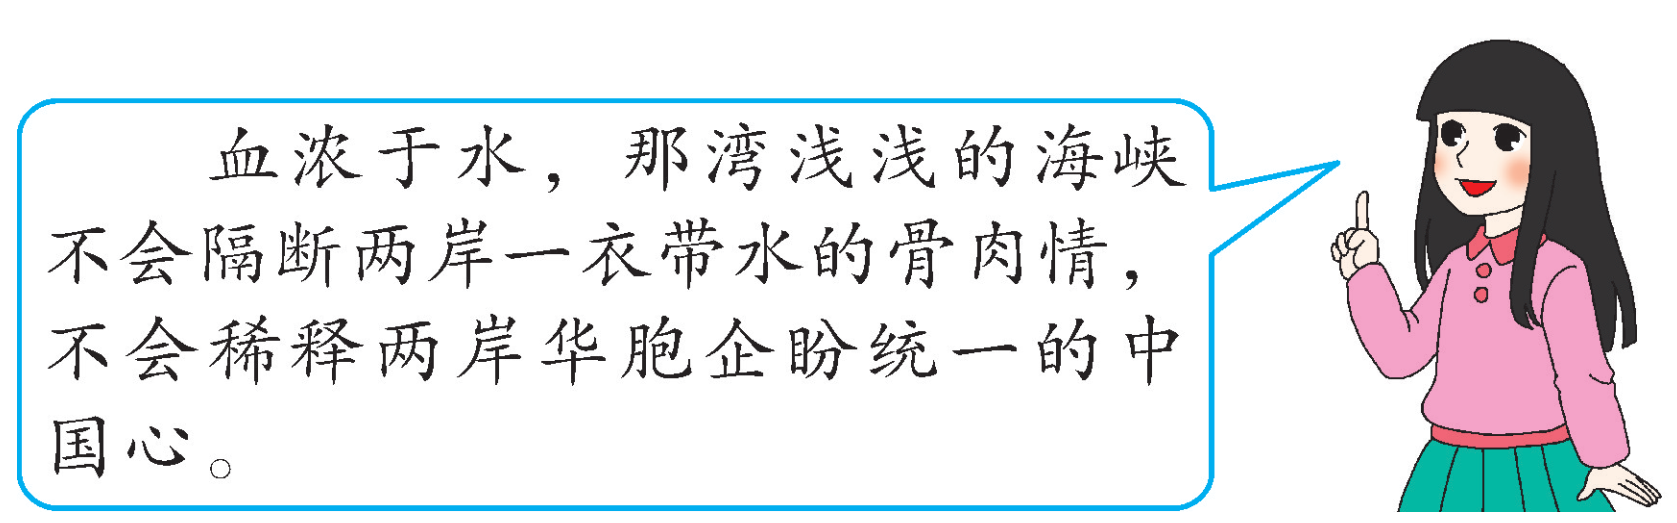 血浓于水，那湾浅浅的海峡
不会隔断两岸一衣带水的骨肉情，
不会稀释两岸华胞企盼统一的中
国心。